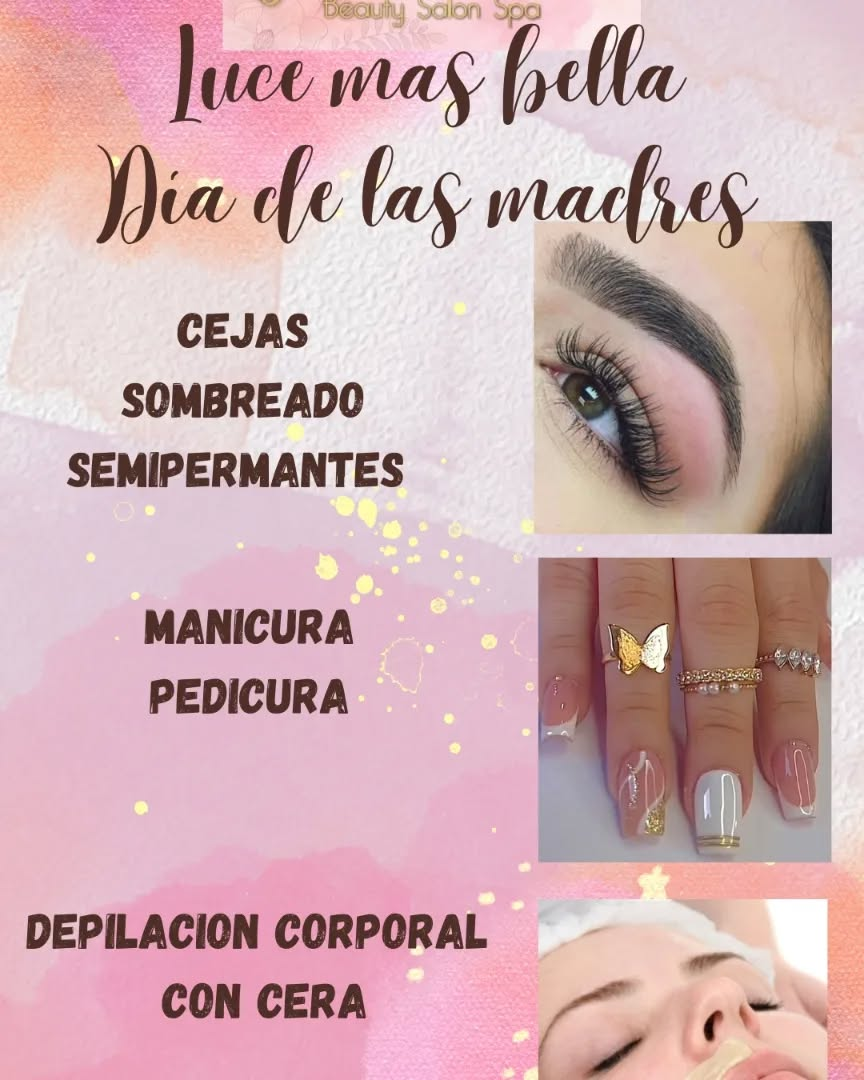 Beauty Salon Spa
Luce mas bella
Día de las madres
CEJAS
SOMBREADO
SEMIPERMANTES
MANICURA
PEDICURA
DEPILACION CORPORAL
CON CERA